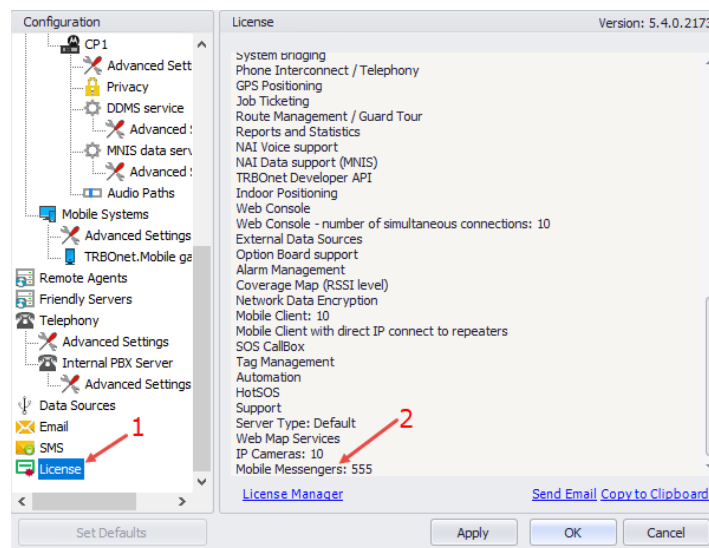 Configuration
CP1
Advanced Sett
Privacy
DDMS service
Advanced
MNIS data serv
Advanced
Audio Paths
Mobile Systems
Advanced Settings
TRBOnet.Mobile ga
Remote Agents
Friendly Servers
Telephony
Advanced Settings
Internal PBX Server
Advanced Settings
Data Sources
Email
SMS
License
1
License
Version: 5.4.0.2173
System Bridging
Phone Interconnect / Telephony
GPS Positioning
Job Ticketing
Route Management / Guard Tour
Reports and Statistics
NAI Voice support
NAI Data support (MNIS)
TRBOnet Developer API
Indoor Positioning
Web Console
Web Console - number of simultaneous connections: 10
External Data Sources
Option Board support
Alarm Management
Coverage Map (RSSI level)
Network Data Encryption
Mobile Client: 10
Mobile Client with direct IP connect to repeaters
SOS CallBox
Tag Management
Automation
HotSOS
Support
Server Type: Default
Web Map Services
IP Cameras: 10
Mobile Messengers: 555
2
License Manager
Send Email Copy to Clipboard
Set Defaults
Apply
OK
Cancel